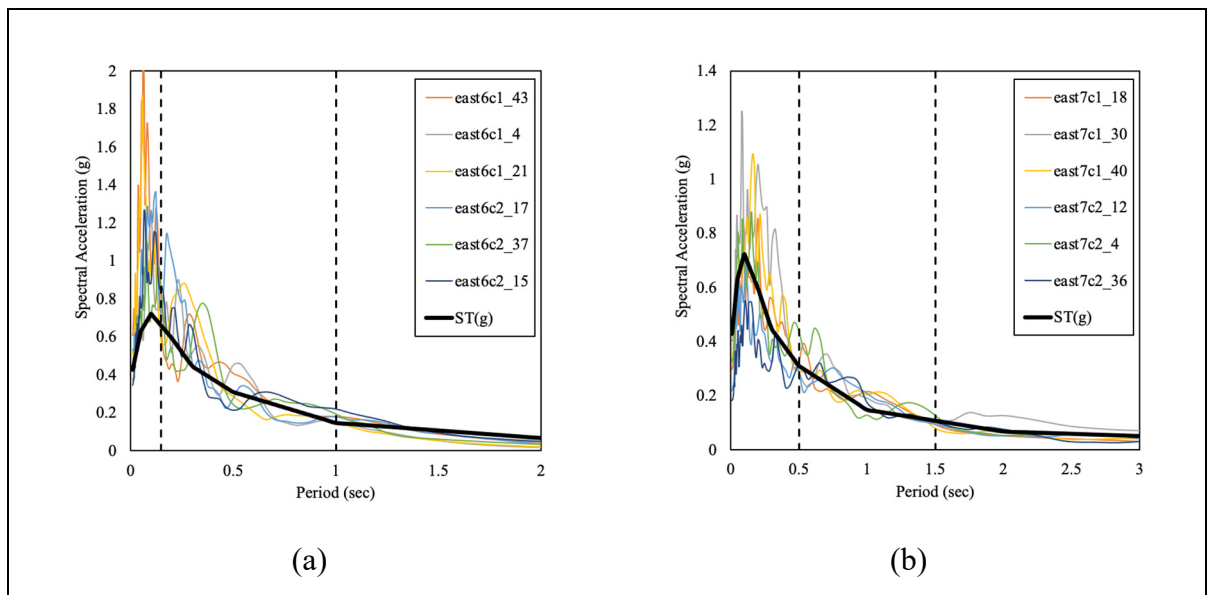 2
1.8
1.6
1.4
1.2
1
0.8
0.6
0.4
0.2
0
Spectral Acceleration (g)
0 0.5 1 1.5 2
Period (sec)
east6c1_43
east6c1_4
east6c1_21
east6c2_17
east6c2_37
east6c2_15
ST(g)
(a)
1.4
1.2
1
0.8
0.6
0.4
0.2
0
Spectral Acceleration (g)
0 0.5 1 1.5 2 2.5 3
Period (sec)
east7c1_18
east7c1_30
east7c1_40
east7c2_12
east7c2_4
east7c2_36
ST(g)
(b)